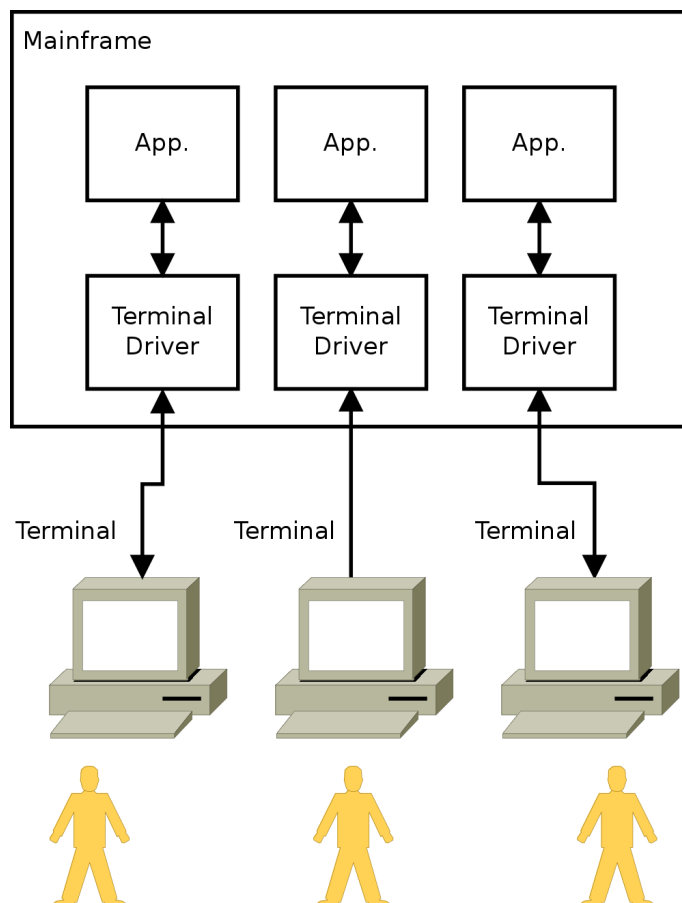 Mainframe
App.
App.
App.
Terminal
Driver
Terminal
Driver
Terminal
Driver
Terminal
Terminal
Terminal